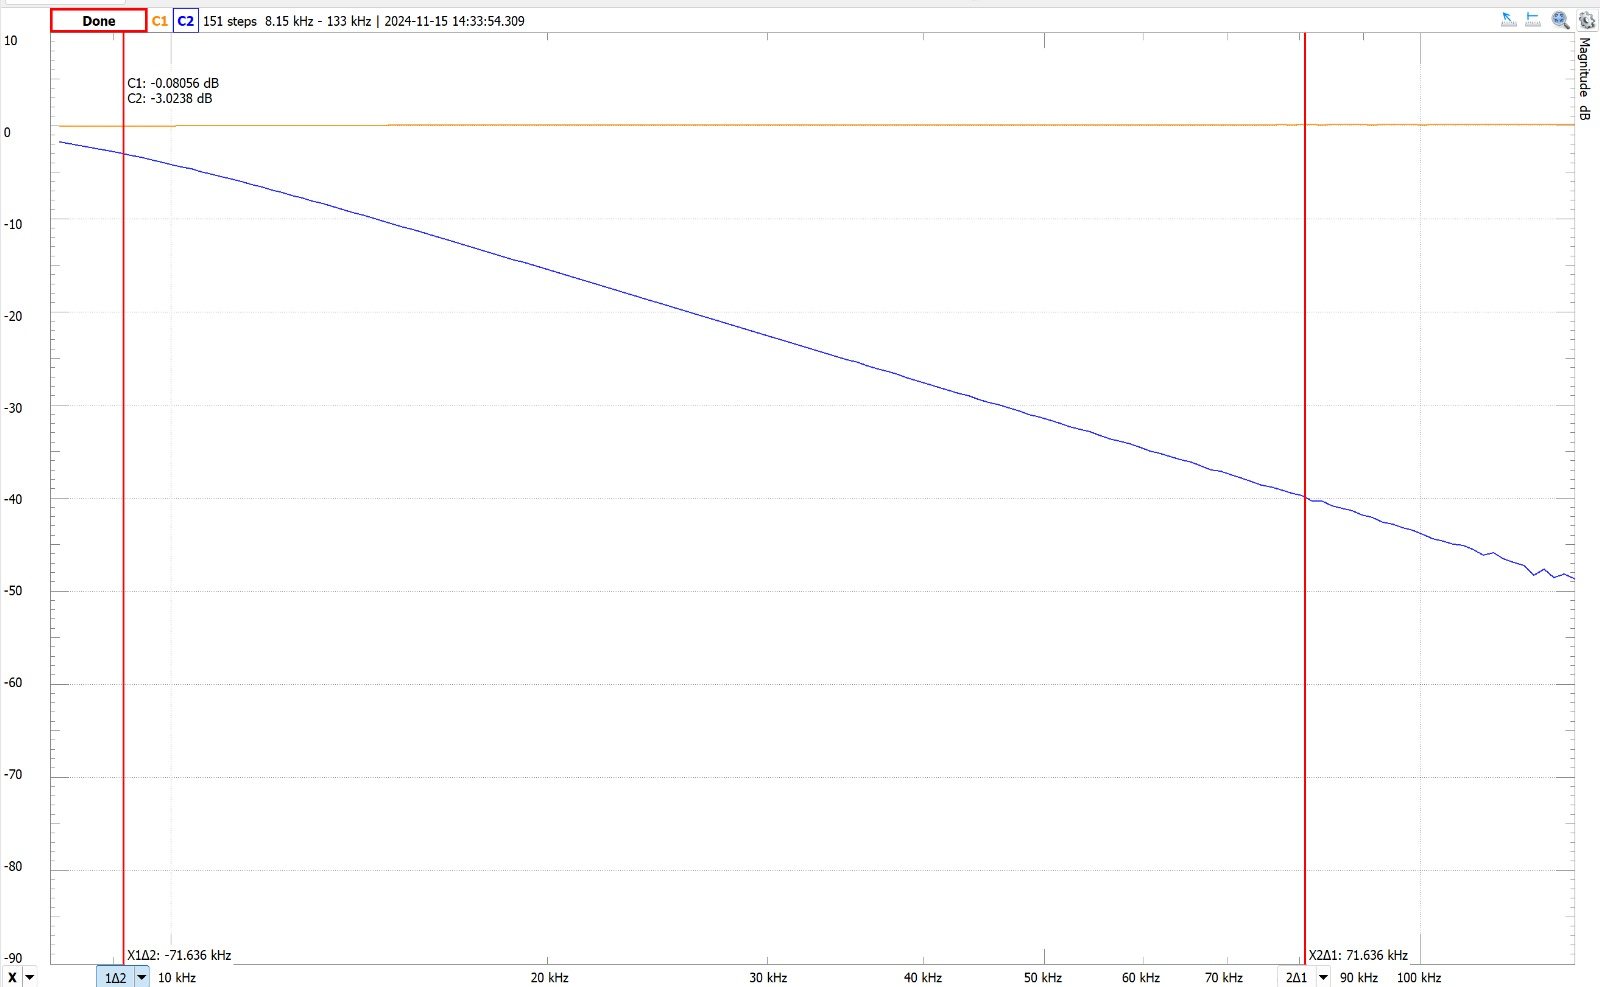 Done C1 C2 151 steps 8.15 kHz - 133 kHz | 2024-11-15 14:33:54.309
10
Magnitude dB
C1: -0.08056 dB
C2: -3.0238 dB
0
-10
-20
-30
-40
-50
-60
-70
-80
-90
X1Δ2: -71.636 kHz X2Δ1: 71.636 kHz
X 1Δ2 10 kHz 20 kHz 30 kHz 40 kHz 50 kHz 60 kHz 70 kHz 2Δ1 90 kHz 100 kHz